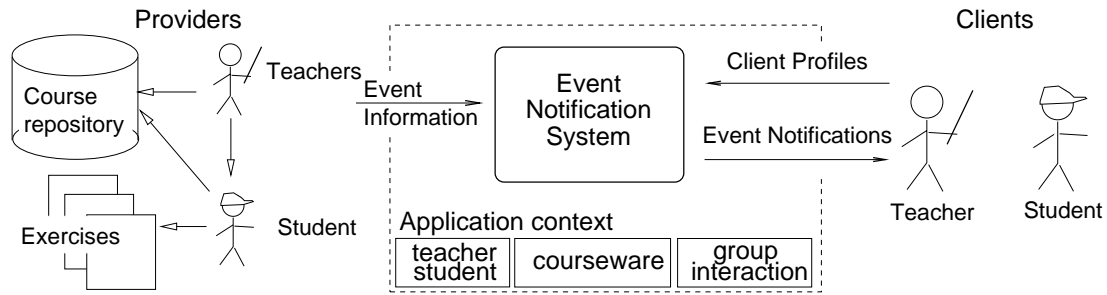 Providers
Clients
Course
repository
Teachers
Exercises
Student
Event
Information
Event
Notification
System
Client Profiles
Event Notifications
Teacher
Student
Application context
teacher
student
courseware
group
interaction